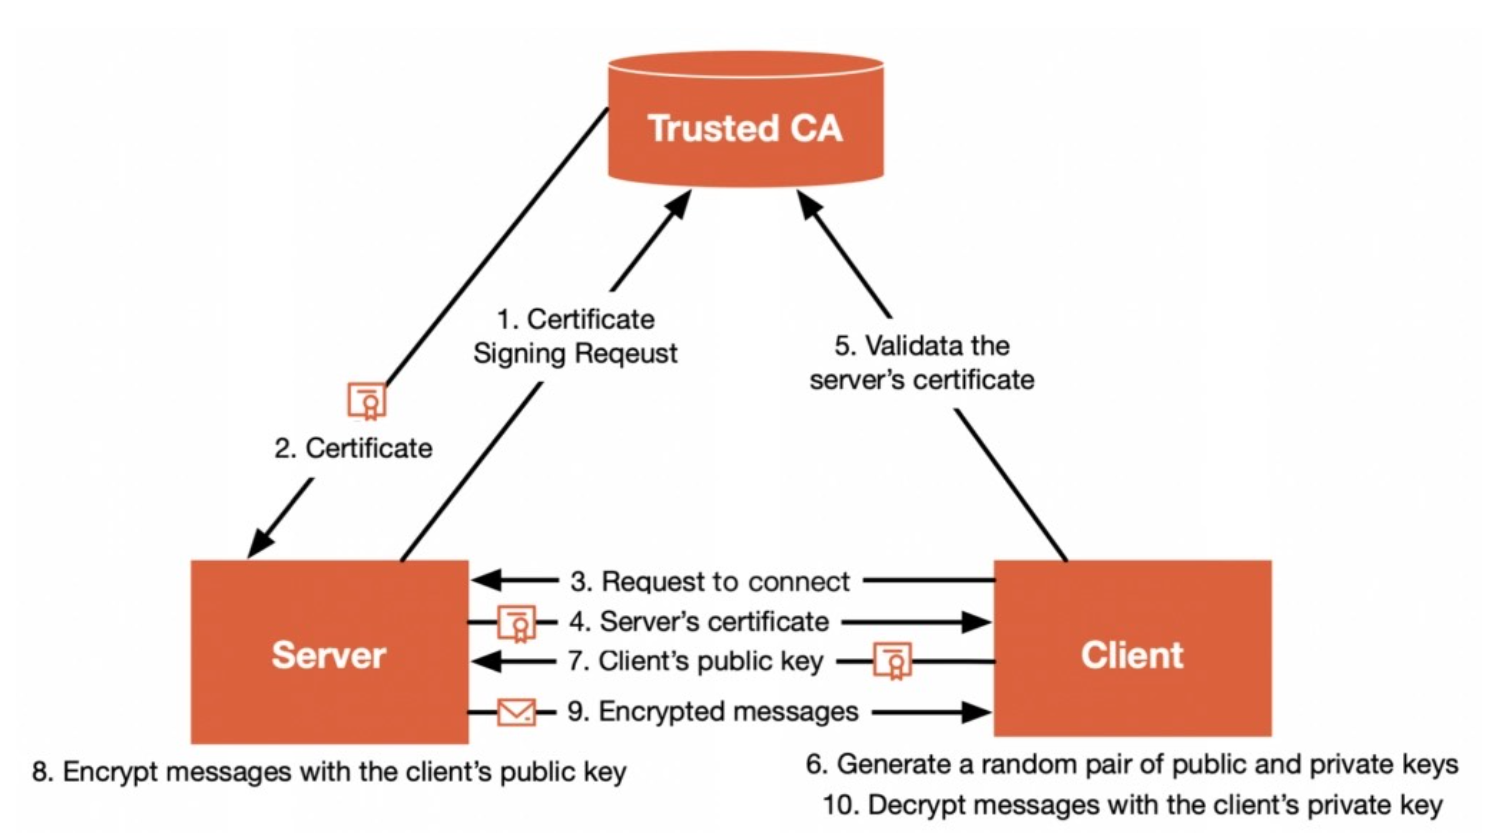 Trusted CA
1. Certificate
Signing Reqeust
5. Validata the
server's certificate
2. Certificate
3. Request to connect
4. Server's certificate
Server
7. Client's public key
Client
9. Encrypted messages
8. Encrypt messages with the client's public key
6. Generate a random pair of public and private keys
10. Decrypt messages with the client's private key